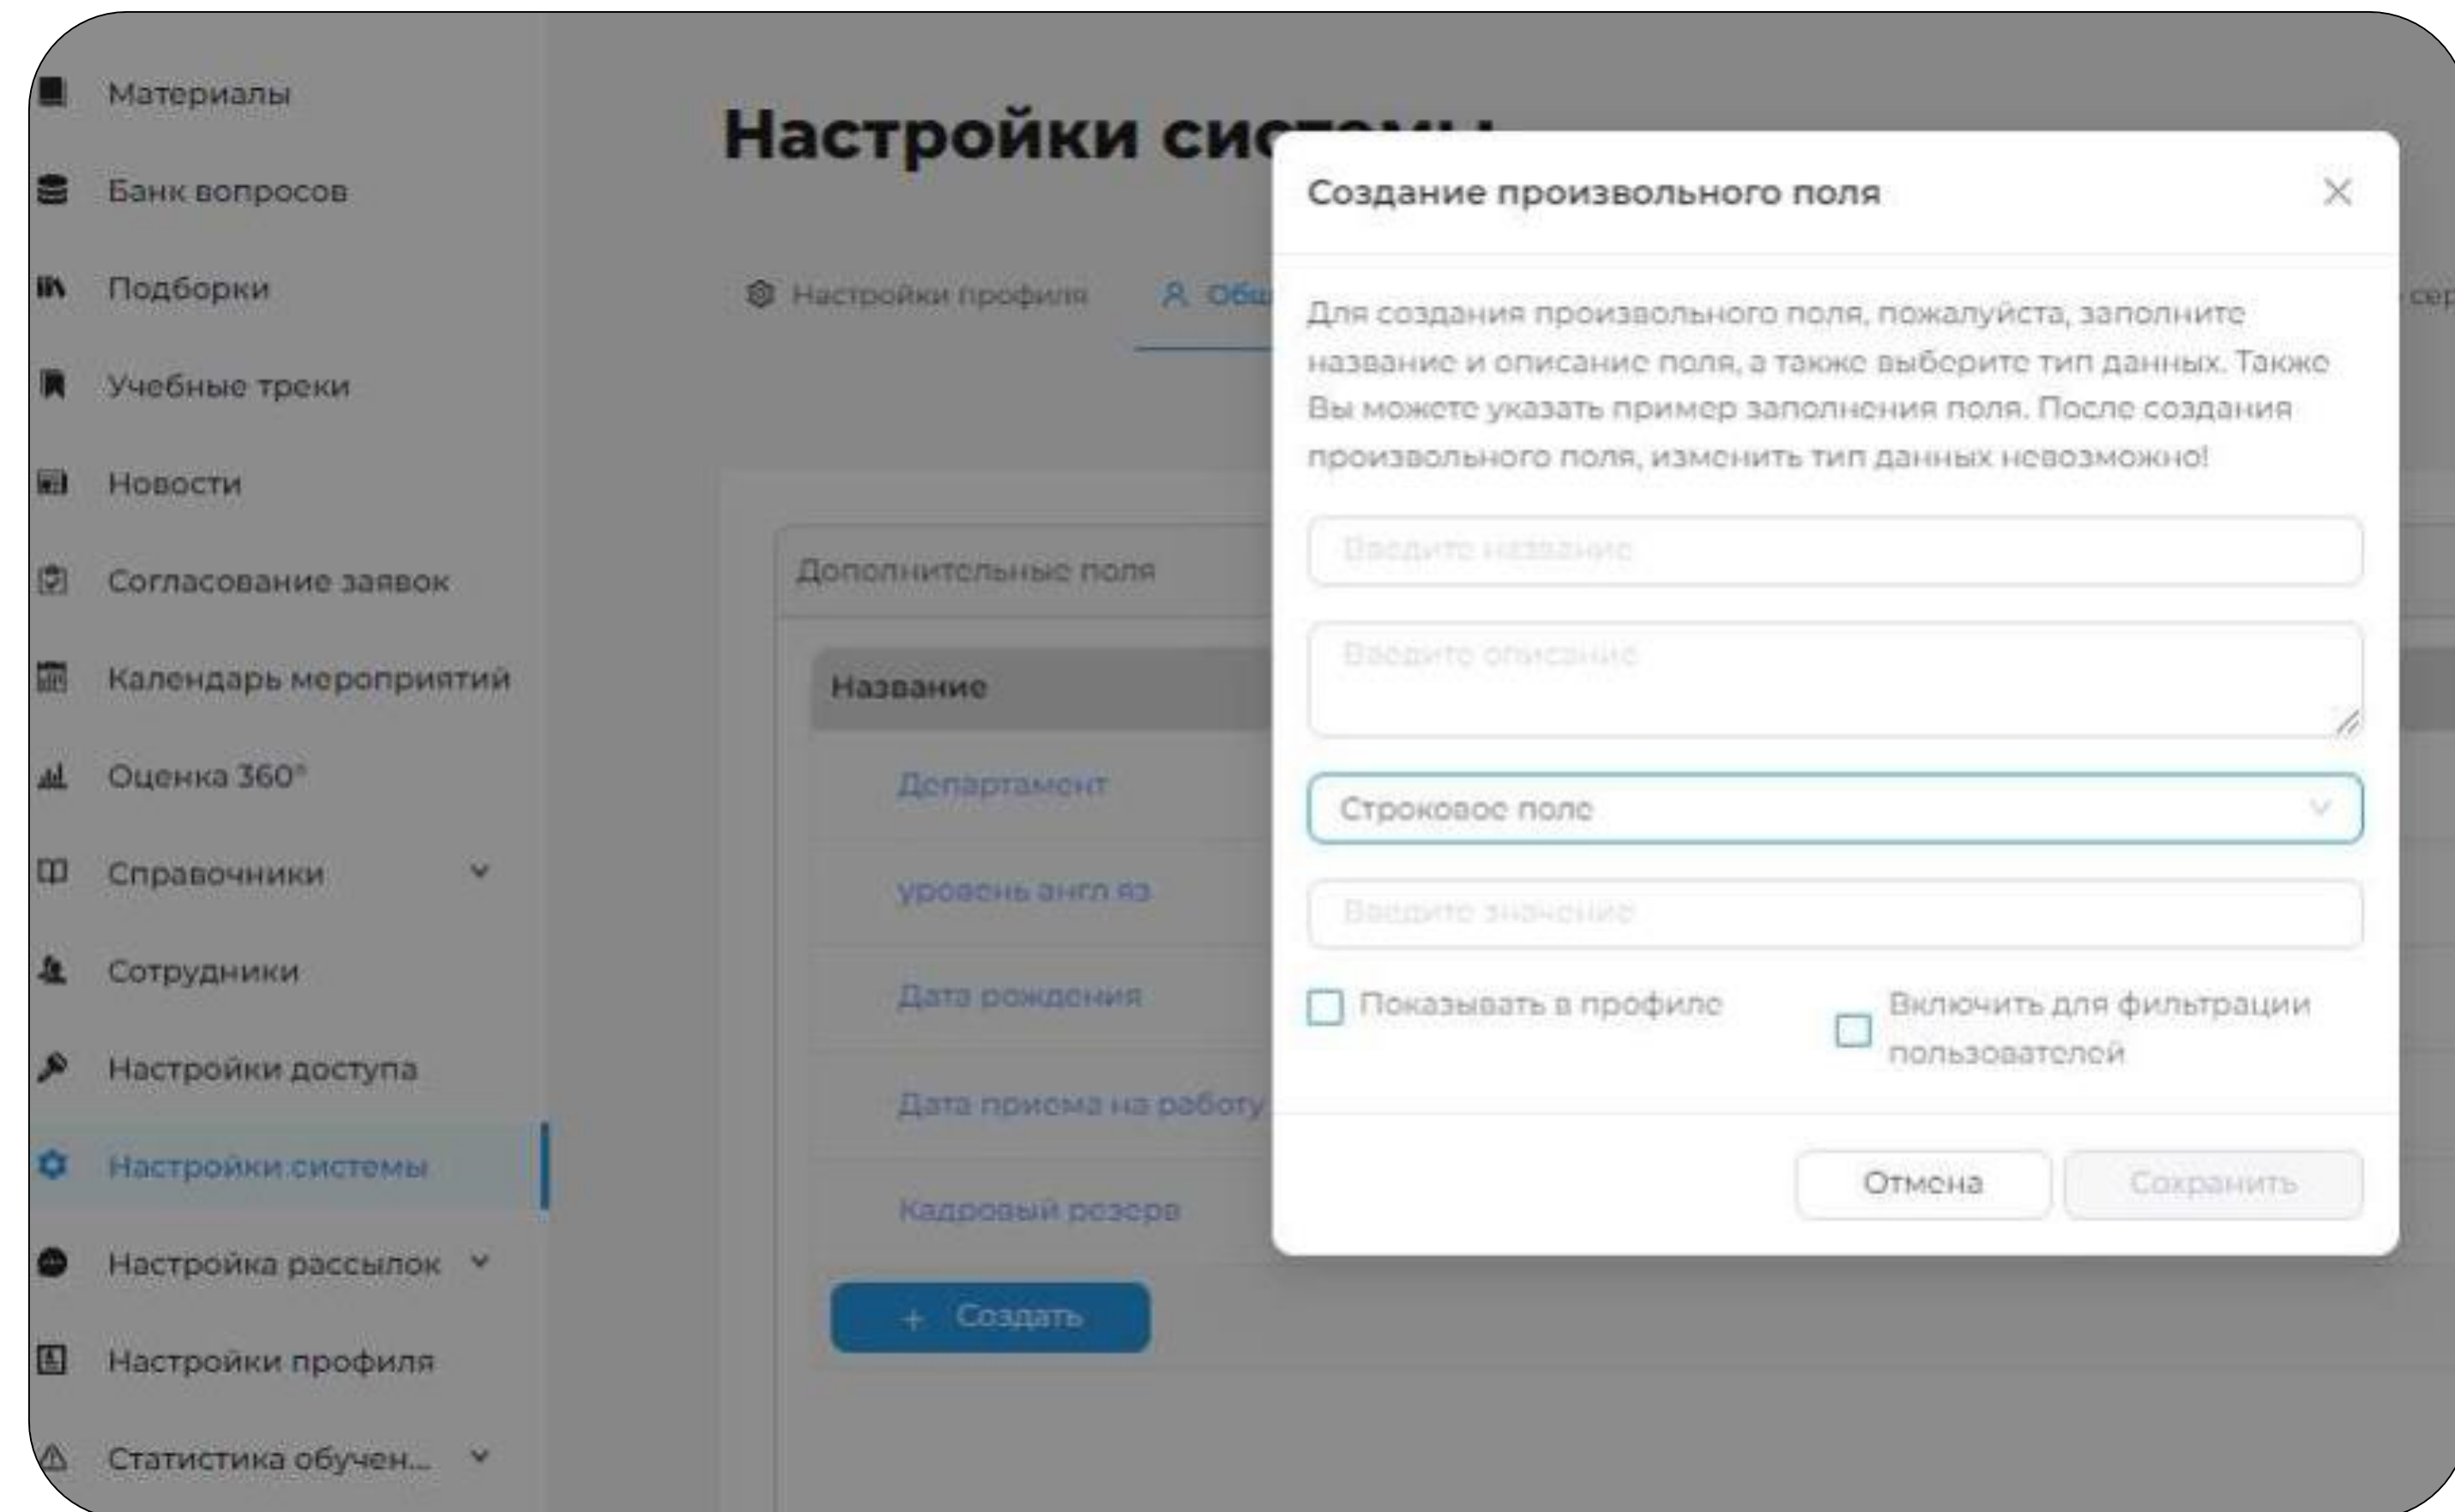 Материалы
Банк вопросов
Подборки
Учебные треки
Новости
Согласование заявок
Календарь мероприятий
Оценка 360°
Справочники
Сотрудники
Настройки доступа
Настройки системы
Настройка рассылок
Настройки профиля
Статистика обучен...
Настройки системы
Настройки профиля
Дополнительные поля
Название
Департамент
уровень англ яз
Дата рождения
Дата приема на работу
Кадровый резерв
+ Создать
Создание произвольного поля
Для создания произвольного поля, пожалуйста, заполните
название и описание поля, а также выберите тип данных. Также
Вы можете указать пример заполнения поля. После создания
произвольного поля, изменить тип данных невозможно!
Введите название
Введите описание
Строковое поле
Введите значение
Показывать в профиле
Включить для фильтрации
пользователей
Отмена
Сохранить